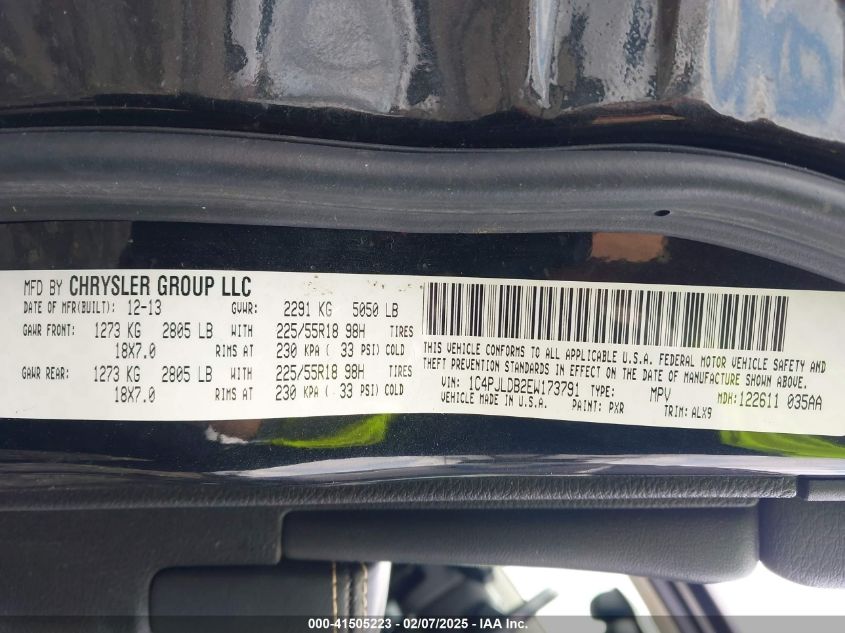 MFD BY CHRYSLER GROUP LLC
DATE OF MFR(BUILT): 12-13 GVWR: 2291 KG 5050 LB
GAWR FRONT: 1273 KG 2805 LB WITH 225/55R18 98H TIRES
18X7.0 RIMS AT 230 KPA ( 33 PSI) COLD
GAWR REAR: 1273 KG 2805 LB WITH 225/55R18 98H TIRES
18X7.0 RIMS AT 230 KPA ( 33 PSI) COLD
THIS VEHICLE CONFORMS TO ALL APPLICABLE U.S.A. FEDERAL MOTOR VEHICLE SAFETY AND
THEFT PREVENTION STANDARDS IN EFFECT ON THE DATE OF MANUFACTURE SHOWN ABOVE.
VIN: 1C4PJLDB2EW173791 TYPE: MPV MDH:122611 035AA
VEHICLE MADE IN U.S.A. PAINT: PXR TRIM: ALX9
000-41505223 - 02/07/2025 - IAA Inc.